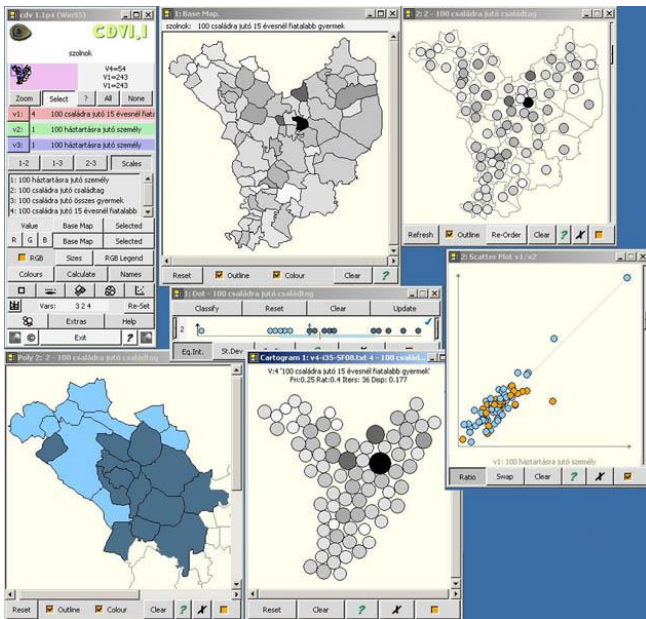 cdv 1.1p4 (Win95)
CDV1.1
szolnok
V4=54
V1=243
V1=243
Zoom Select ? All None
v1: 4 100 családra jutó 15 évesnél fiata
v2: 1 100 háztartásra jutó személy
v3: 1 100 háztartásra jutó személy
1-2 1-3 2-3 Scales
1: 100 háztartásra jutó személy
2: 100 családra jutó családtag
3: 100 családra jutó összes gyermek
4: 100 családra jutó 15 évesnél fiatalabb
Value Base Map Selected
R G B Base Map Selected
RGB Sizes RGB Legend
Colours Calculate Names
Vars: 3 2 4 Re-Set
Extras Help
© Exit ?
1: Base Map.
szolnok: 100 családra jutó 15 évesnél fiatalabb gyermek
Reset Outline Colour Clear ?
2: 2 - 100 családra jutó családtag
Refresh Outline Re-Order Clear ? X
1: Dot - 100 családra jutó családtag
Classify Reset Clear Update
2
Eq.Int. St.Dev
2: Scatter Plot v1/v2
v1: 100 háztartásra jutó személy
Ratio Swap Clear ? X
Poly 2: 2 - 100 családra jutó családtag
Reset Outline Colour Clear ? X
Cartogram 1: v4-i35-SF08.txt 4 - 100 család...
V:4 '100 családra jutó 15 évesnél fiatalabb gyermek'
Fri:0.25 Rat:0.4 Iters: 36 Disp: 0.177
Reset Clear ? X